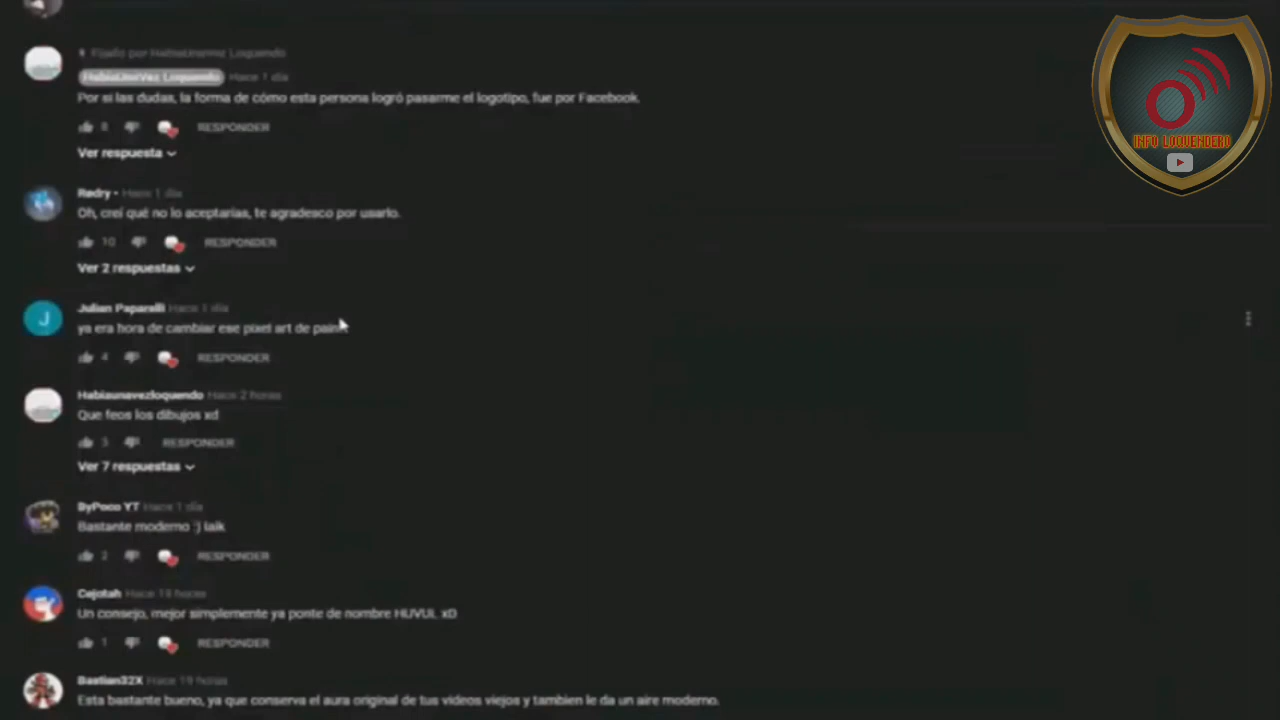 Fijado por HabiaUnaVez Loquendo
HabiaUnaVez Loquendo Hace 1 día
Por si las dudas, la forma de cómo esta persona logró pasarme el logotipo, fue por Facebook.
8 RESPONDER
Ver respuesta
Rødry - Hace 1 día
Oh, creí qué no lo aceptarias, te agradesco por usarlo.
10 RESPONDER
Ver 2 respuestas
J Julian Paparelli Hace 1 día
ya era hora de cambiar ese pixel art de paint
4 RESPONDER
Habiaunavezloquendo Hace 2 horas
Que feos los dibujos xd
RESPONDER
Ver 7 respuestas
ByPoco YT Hace 1 día
Bastante moderno :) laik
2 RESPONDER
Cejotah Hace 19 horas
Un consejo, mejor simplemente ya ponte de nombre HUVUL xD
1 RESPONDER
Bastian32X Hace 19 horas
Esta bastante bueno, ya que conserva el aura original de tus videos viejos y tambien le da un aire moderno.
INFO LOQUENDERO